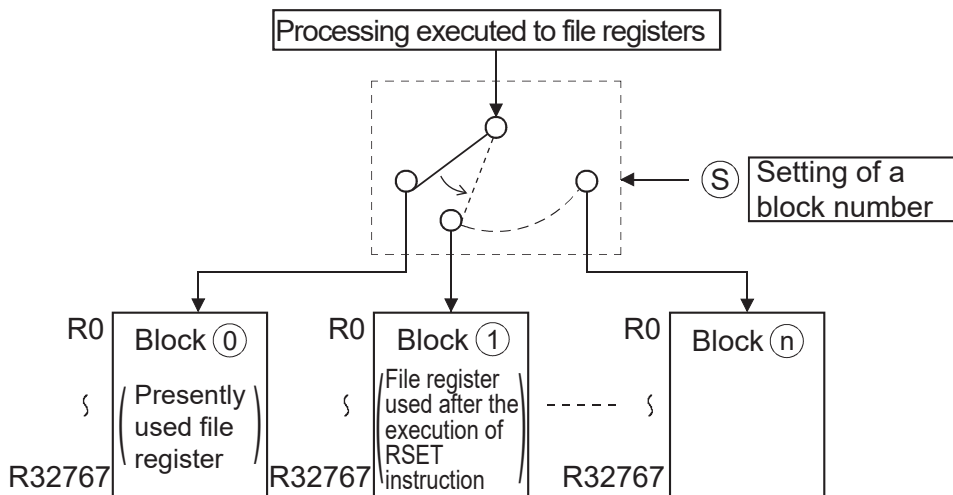 Processing executed to file registers
S
Setting of a
block number
R0
Block 0
(Presently
used file
register)
R32767
R0
Block 1
(File register
used after the
execution of
RSET
instruction)
R32767
R0
Block n
R32767